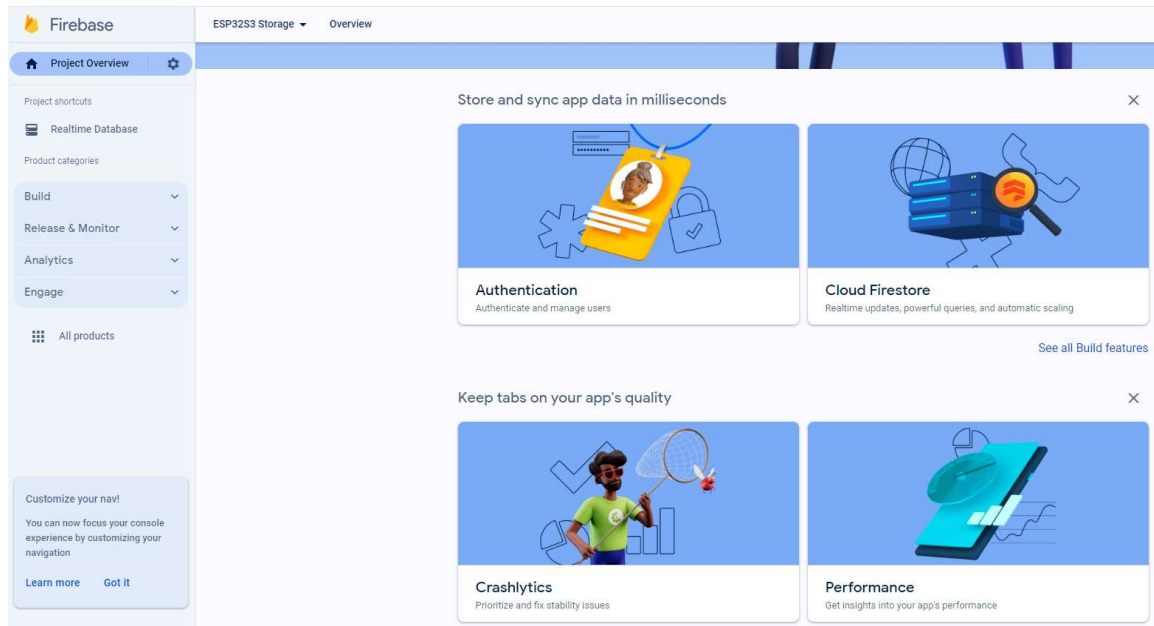 Firebase
ESP32S3 Storage Overview
Project Overview
Project shortcuts
Realtime Database
Product categories
Build
Release & Monitor
Analytics
Engage
All products
Customize your nav!
You can now focus your console
experience by customizing your
navigation
Learn more Got it
Store and sync app data in milliseconds
Authentication
Authenticate and manage users
Cloud Firestore
Realtime updates, powerful queries, and automatic scaling
See all Build features
Keep tabs on your app's quality
Crashlytics
Prioritize and fix stability issues
Performance
Get insights into your app's performance